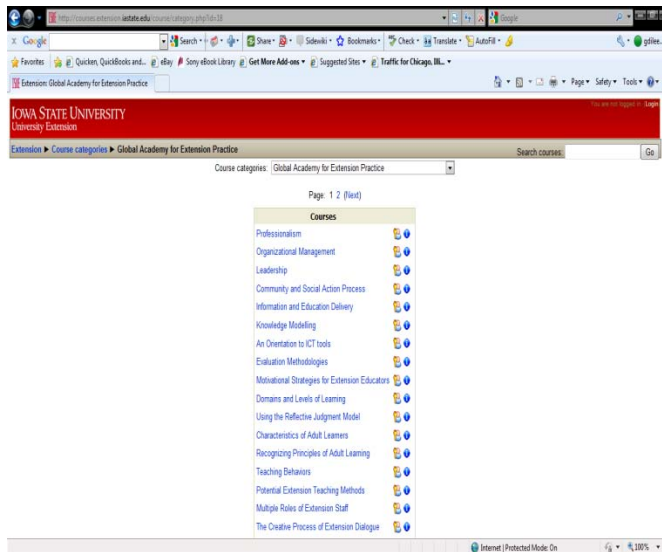 http://courses.extension.iastate.edu/course/category.php?id=38
Google
x Google Search Share Sidewiki Bookmarks Check Translate AutoFill gdilee.
Favorites Quicken, QuickBooks and... eBay Sony eBook Library Get More Add-ons Suggested Sites Traffic for Chicago, Illi...
Extension: Global Academy for Extension Practice Page Safety Tools
You are not logged in (Login)
IOWA STATE UNIVERSITY
University Extension
Extension ► Course categories ► Global Academy for Extension Practice Search courses: Go
Course categories: Global Academy for Extension Practice
Page: 1 2 (Next)
Courses
Professionalism
Organizational Management
Leadership
Community and Social Action Process
Information and Education Delivery
Knowledge Modelling
An Orientation to ICT tools
Evaluation Methodologies
Motivational Strategies for Extension Educators
Domains and Levels of Learning
Using the Reflective Judgment Model
Characteristics of Adult Learners
Recognizing Principles of Adult Learning
Teaching Behaviors
Potential Extension Teaching Methods
Multiple Roles of Extension Staff
The Creative Process of Extension Dialogue
Internet | Protected Mode: On 100%